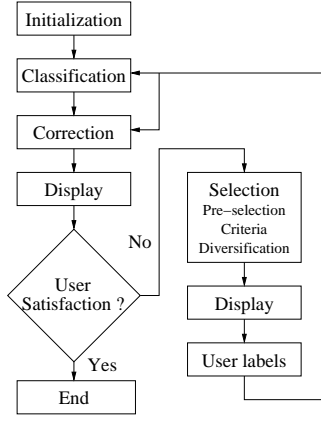 Initialization
Classification
Correction
Display
User
Satisfaction ?
No
Yes
End
Selection
Pre−selection
Criteria
Diversification
Display
User labels